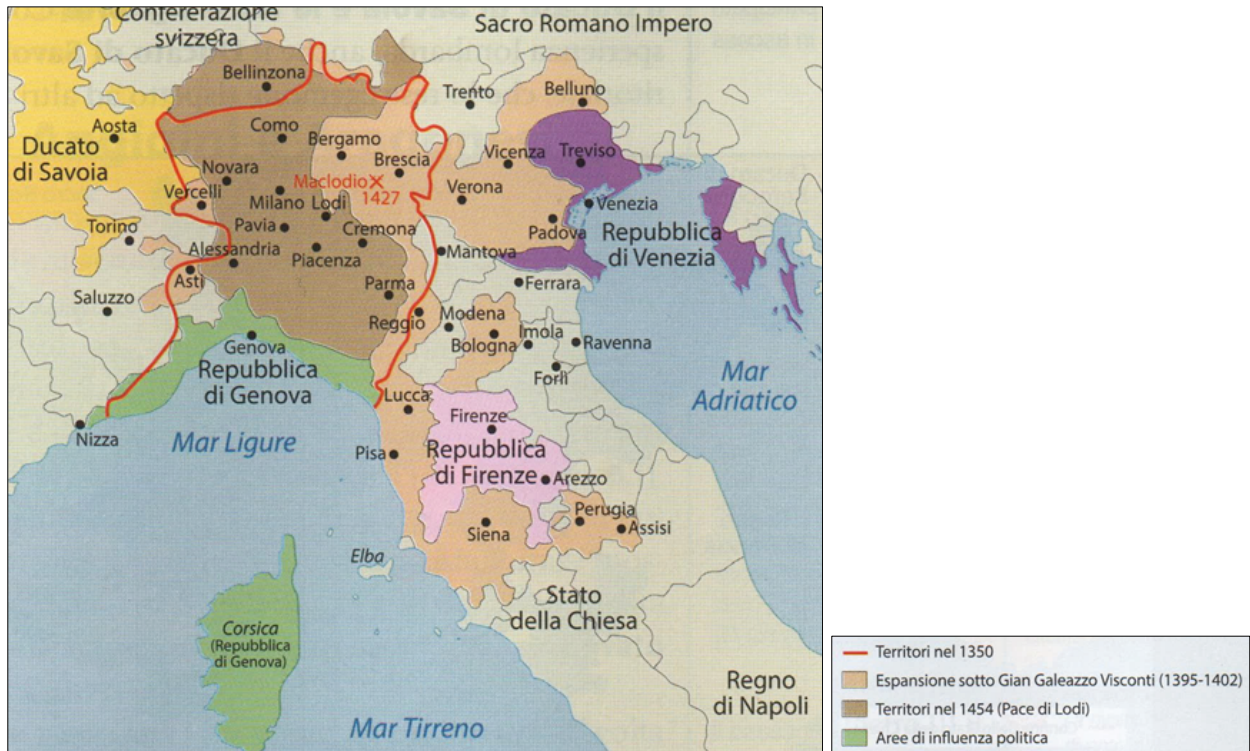 Confererazione
svizzera
Sacro Romano Impero
Bellinzona
Trento
Belluno
Aosta
Como
Bergamo
Ducato
di Savoia
Novara
Brescia
Vicenza
Treviso
Maclodio
1427
Vercelli
Milano
Lodi
Verona
Venezia
Torino
Pavia
Cremona
Padova
Repubblica
di Venezia
Alessandria
Piacenza
Mantova
Asti
Ferrara
Saluzzo
Parma
Reggio
Modena
Bologna
Imola
Ravenna
Genova
Repubblica
di Genova
Forlì
Mar
Adriatico
Lucca
Firenze
Nizza
Mar Ligure
Pisa
Repubblica
di Firenze
Arezzo
Perugia
Siena
Assisi
Elba
Stato
della Chiesa
Corsica
(Repubblica
di Genova)
Regno
di Napoli
Mar Tirreno
Territori nel 1350
Espansione sotto Gian Galeazzo Visconti (1395-1402)
Territori nel 1454 (Pace di Lodi)
Aree di influenza politica